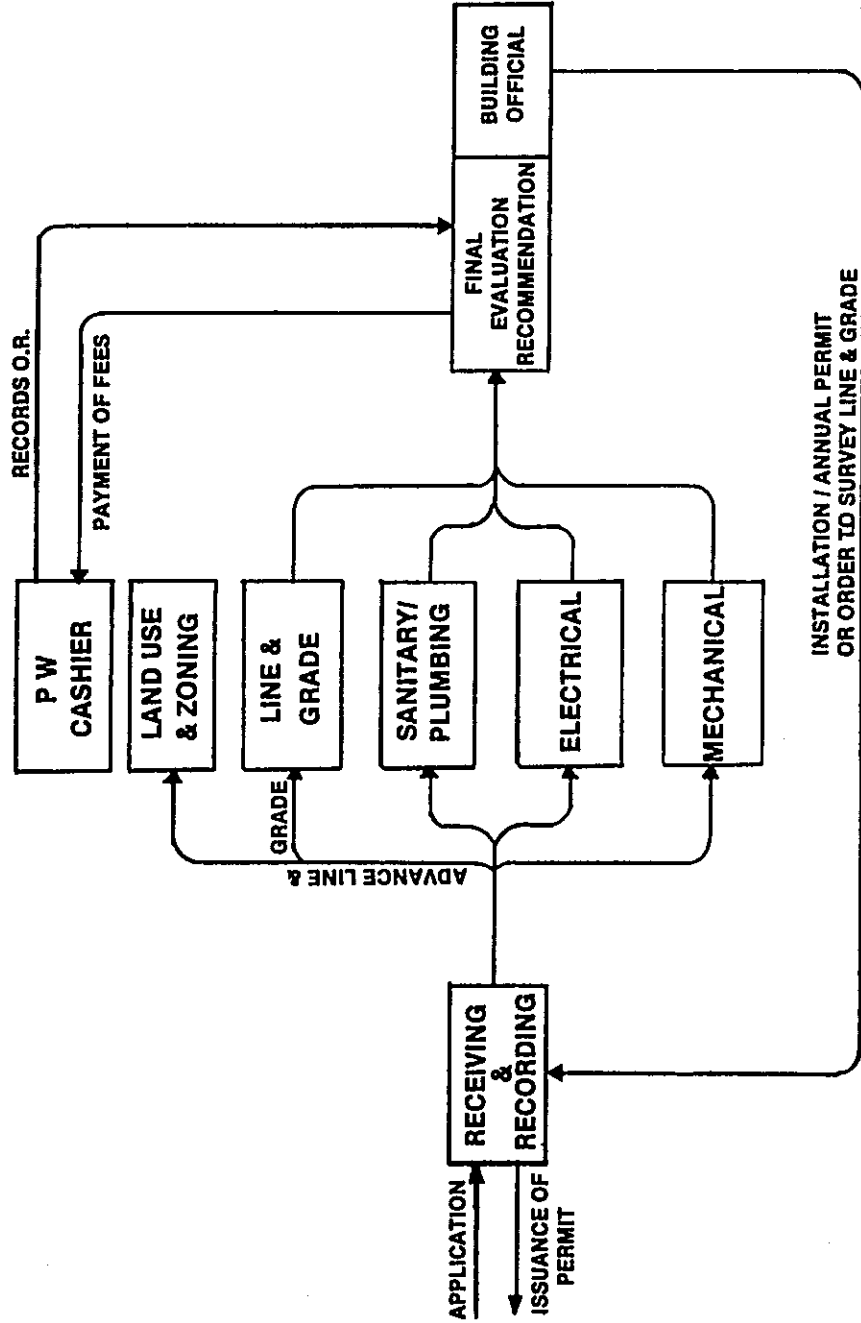 RECORDS O.R.
PAYMENT OF FEES
P W
CASHIER
LAND USE
& ZONING
LINE &
GRADE
SANITARY/
PLUMBING
ELECTRICAL
MECHANICAL
GRADE
ADVANCE LINE &
RECEIVING
&
RECORDING
APPLICATION
ISSUANCE OF
PERMIT
FINAL
EVALUATION
RECOMMENDATION
BUILDING
OFFICIAL
INSTALLATION / ANNUAL PERMIT
OR ORDER TO SURVEY LINE & GRADE